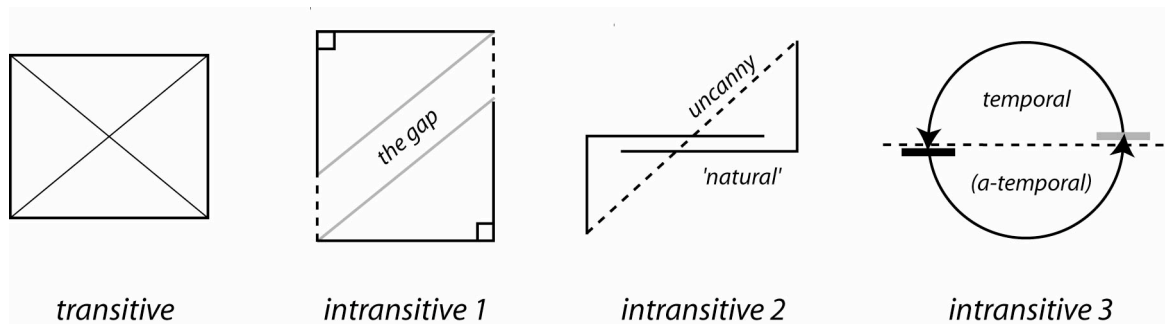 the gap
uncanny
'natural'
temporal
(a-temporal)
transitive
intransitive 1
intransitive 2
intransitive 3